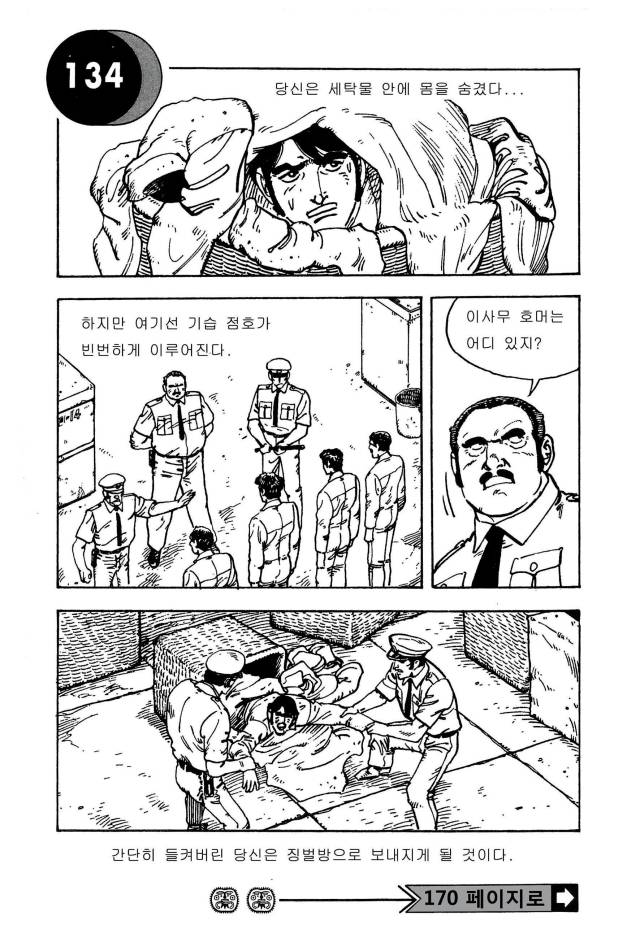 134
당신은 세탁물 안에 몸을 숨겼다...
하지만 여기선 기습 점호가
빈번하게 이루어진다.
이사무 호머는
어디 있지?
간단히 들켜버린 당신은 징벌방으로 보내지게 될 것이다.
170 페이지로